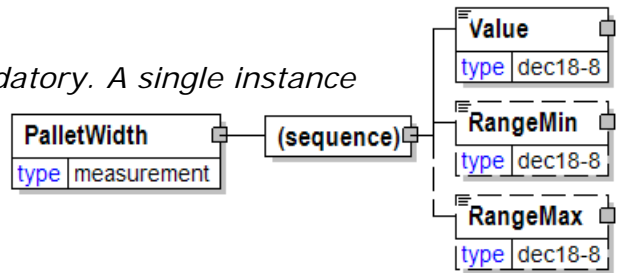 Value
type dec18-8
datory. A single instance
RangeMin
type dec18-8
PalletWidth
type measurement
(sequence)
RangeMax
type dec18-8